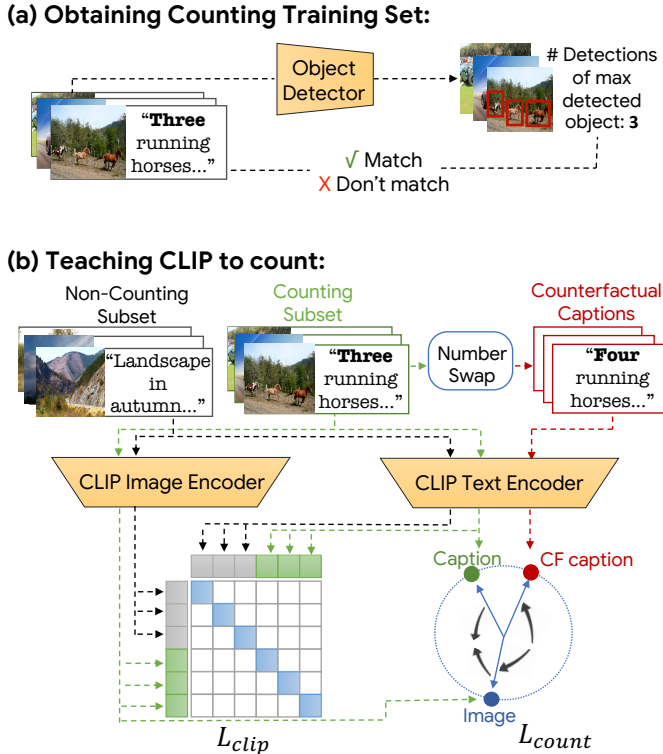 (a) Obtaining Counting Training Set:
Object
Detector
# Detections
of max
detected
object: 3
“Three
running
horses...”
√ Match
X Don’t match
(b) Teaching CLIP to count:
Non-Counting
Subset
Counting
Subset
Counterfactual
Captions
“Landscape
in
autumn...”
“Three
running
horses...”
Number
Swap
“Four
running
horses...”
CLIP Image Encoder
CLIP Text Encoder
Caption
CF caption
Image
L_clip
L_count